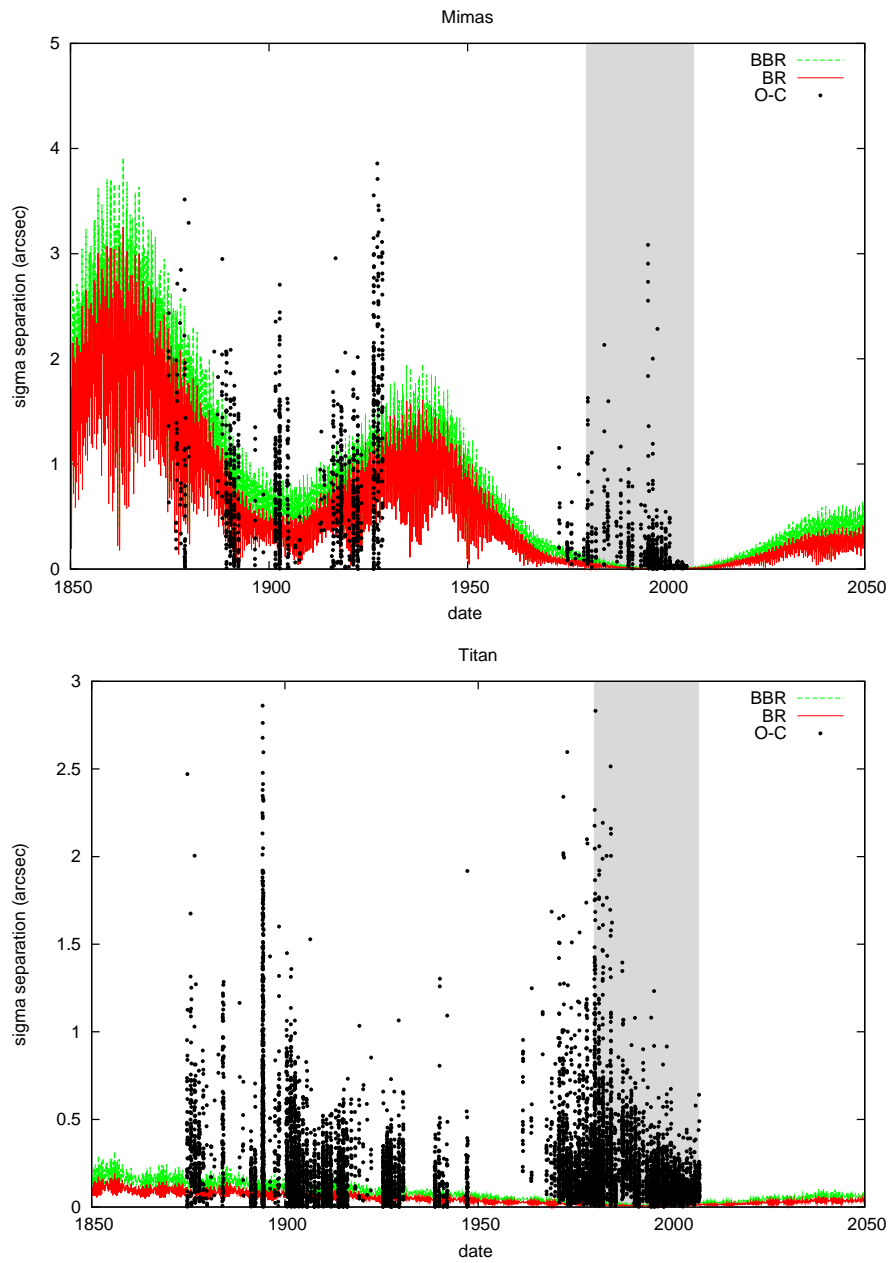 Mimas
5
4
3
2
1
0
sigma separation (arcsec)
BBR
BR
O-C
1850
1900
1950
2000
2050
date
Titan
3
2.5
2
1.5
1
0.5
0
sigma separation (arcsec)
BBR
BR
O-C
1850
1900
1950
2000
2050
date